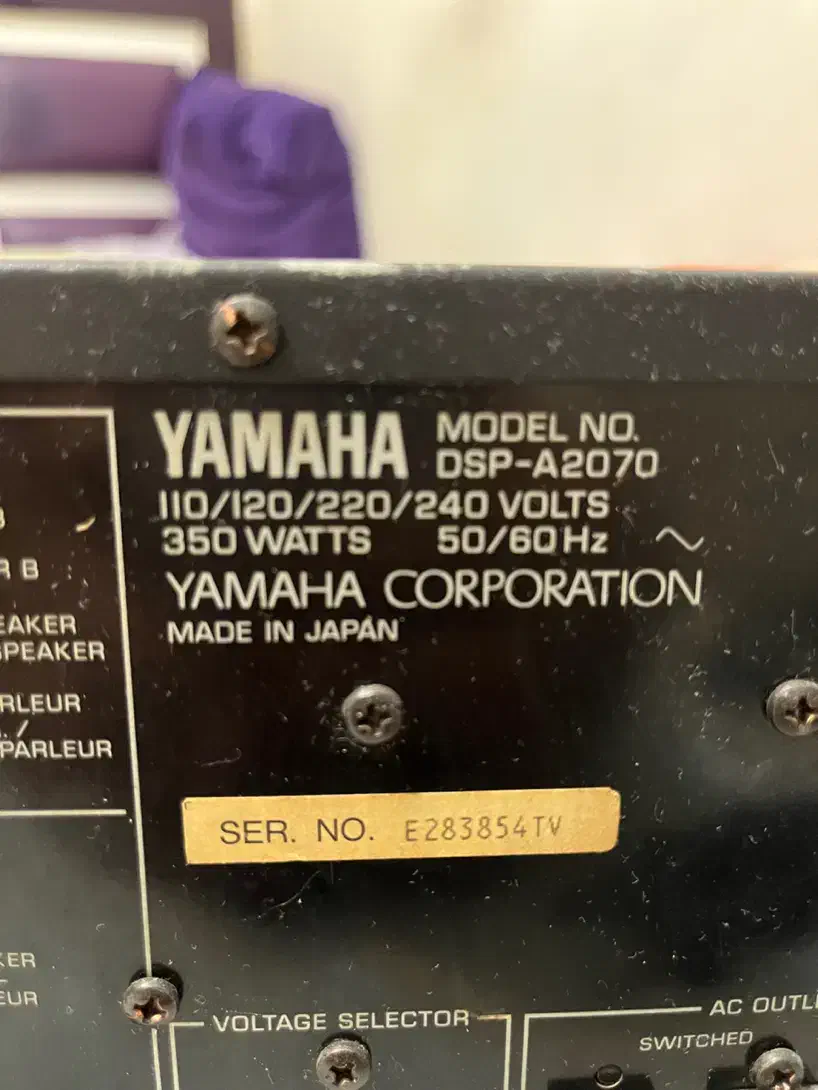 YAMAHA MODEL NO.
DSP-A2070
110/120/220/240 VOLTS
350 WATTS 50/60 Hz ~
YAMAHA CORPORATION
MADE IN JAPAN
SER. NO. E283854TV
B
R B
EAKER
SPEAKER
RLEUR
./
PARLEUR
KER
EUR
VOLTAGE SELECTOR
AC OUTL
SWITCHED